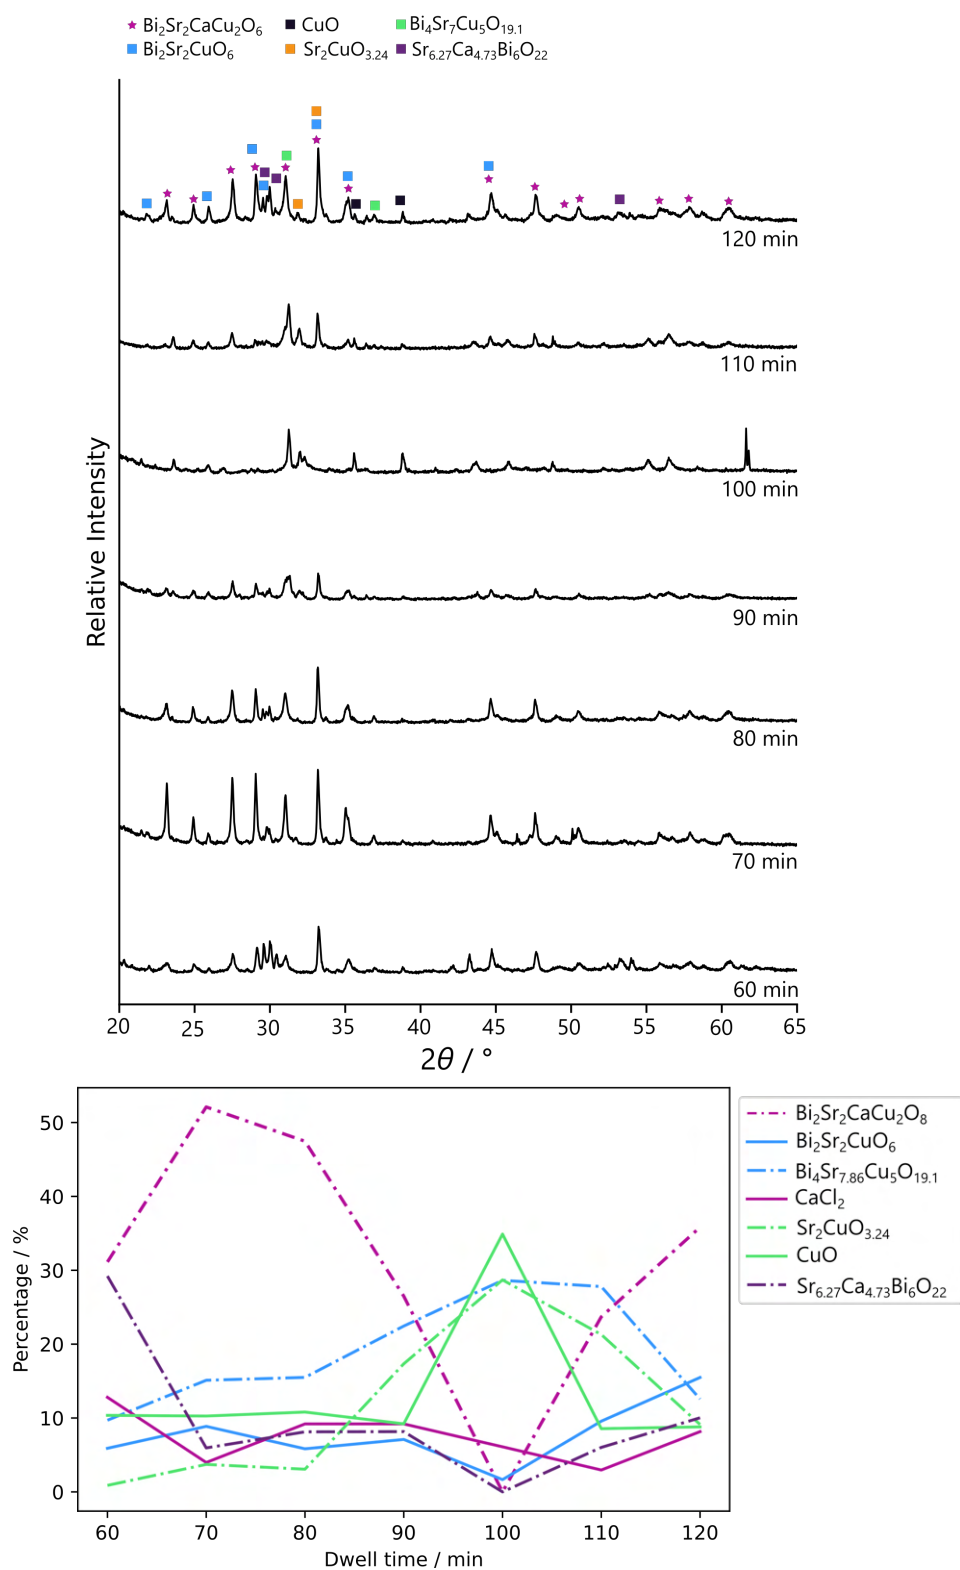 Bi₂Sr₂CaCu₂O₆ CuO Bi₄Sr₇Cu₅O₁₉.₁
Bi₂Sr₂CuO₆ Sr₂CuO₃.₂₄ Sr₆.₂₇Ca₄.₇₃Bi₆O₂₂
120 min
110 min
100 min
90 min
80 min
70 min
60 min
Relative Intensity
20 25 30 35 40 45 50 55 60 65
2θ / °
50
40
30
20
10
0
Percentage / %
60 70 80 90 100 110 120
Dwell time / min
Bi₂Sr₂CaCu₂O₈
Bi₂Sr₂CuO₆
Bi₄Sr₇.₈₆Cu₅O₁₉.₁
CaCl₂
Sr₂CuO₃.₂₄
CuO
Sr₆.₂₇Ca₄.₇₃Bi₆O₂₂